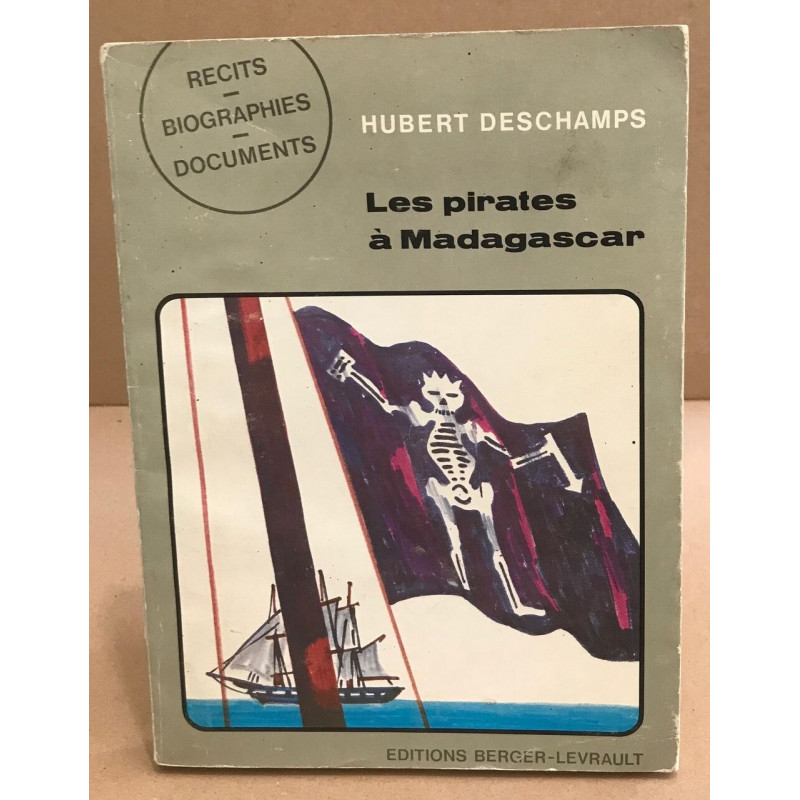 RECITS
–
BIOGRAPHIES
–
DOCUMENTS
HUBERT DESCHAMPS
Les pirates
à Madagascar
EDITIONS BERGER-LEVRAULT